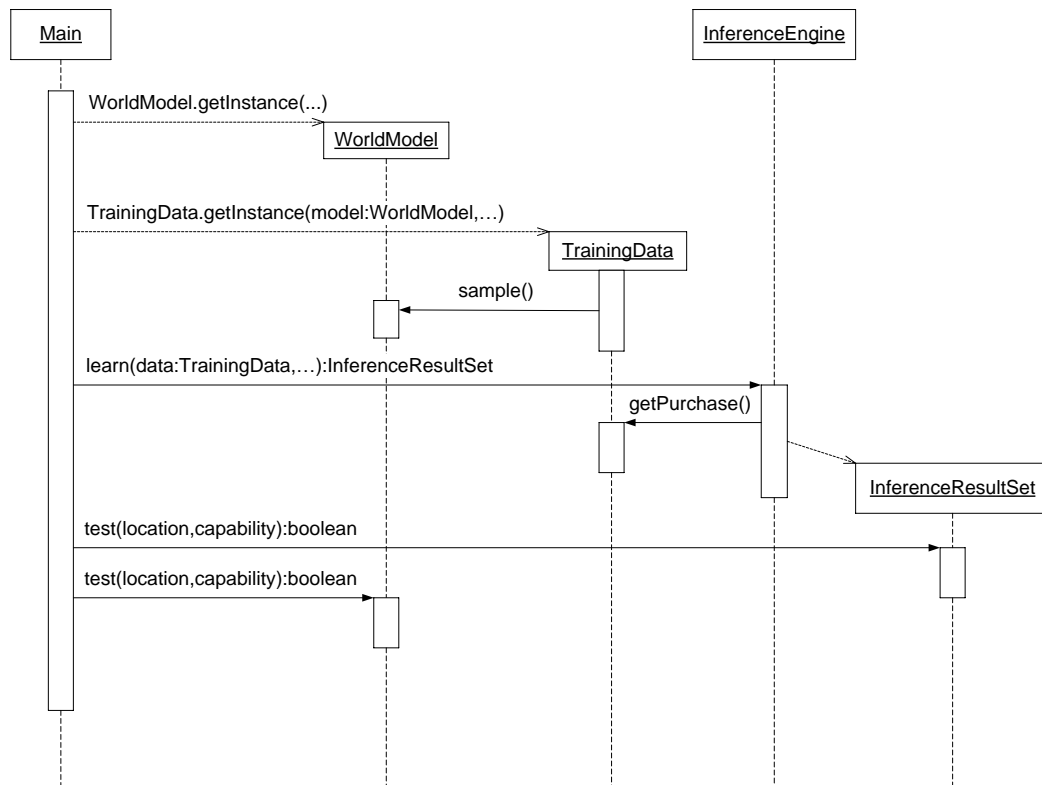 Main
InferenceEngine
WorldModel.getInstance(...)
WorldModel
TrainingData.getInstance(model:WorldModel,…)
TrainingData
sample()
learn(data:TrainingData,…):InferenceResultSet
getPurchase()
InferenceResultSet
test(location,capability):boolean
test(location,capability):boolean